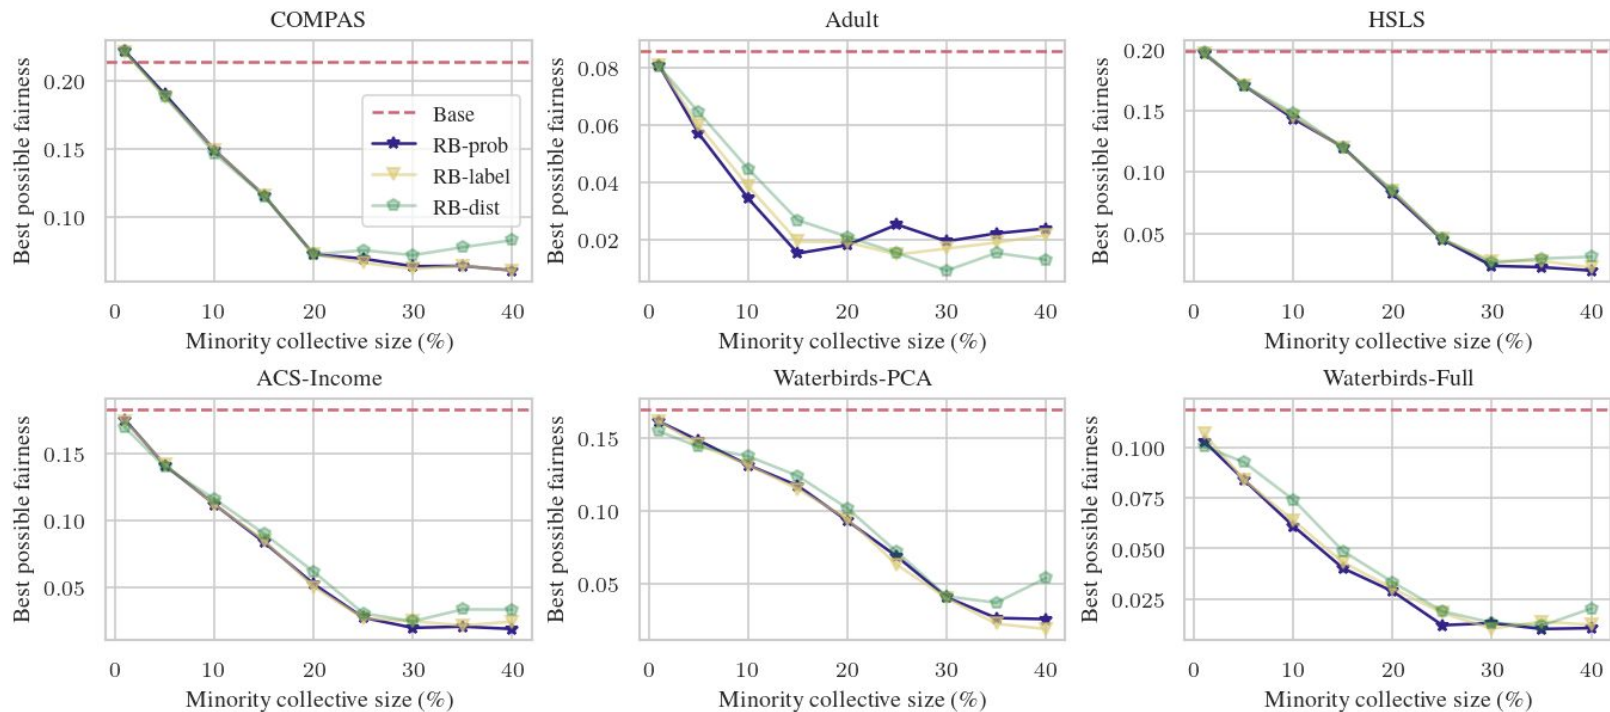 COMPAS
Best possible fairness
0.20
0.15
0.10
0 10 20 30 40
Minority collective size (%)
Base
RB-prob
RB-label
RB-dist
Adult
Best possible fairness
0.08
0.06
0.04
0.02
0 10 20 30 40
Minority collective size (%)
HSLS
Best possible fairness
0.20
0.15
0.10
0.05
0 10 20 30 40
Minority collective size (%)
ACS-Income
Best possible fairness
0.15
0.10
0.05
0 10 20 30 40
Minority collective size (%)
Waterbirds-PCA
Best possible fairness
0.15
0.10
0.05
0 10 20 30 40
Minority collective size (%)
Waterbirds-Full
Best possible fairness
0.100
0.075
0.050
0.025
0 10 20 30 40
Minority collective size (%)